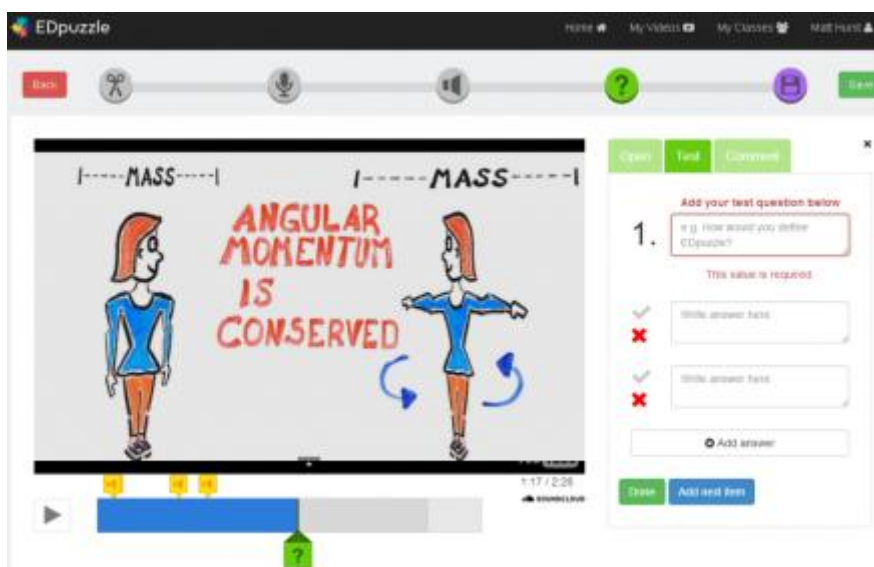 EDpuzzle
Home My Videos My Classes Matt Hurst
Back
?
Save
|-----MASS-----| |-----MASS-----|
ANGULAR
MOMENTUM
IS
CONSERVED
Open Test Comment
×
Add your test question below
1.
e.g. How would you define
EDpuzzle?
This value is required
Write answer here
Write answer here
Add answer
Done Add next item
1:17 / 2:26
SOUNDCLOUD
?